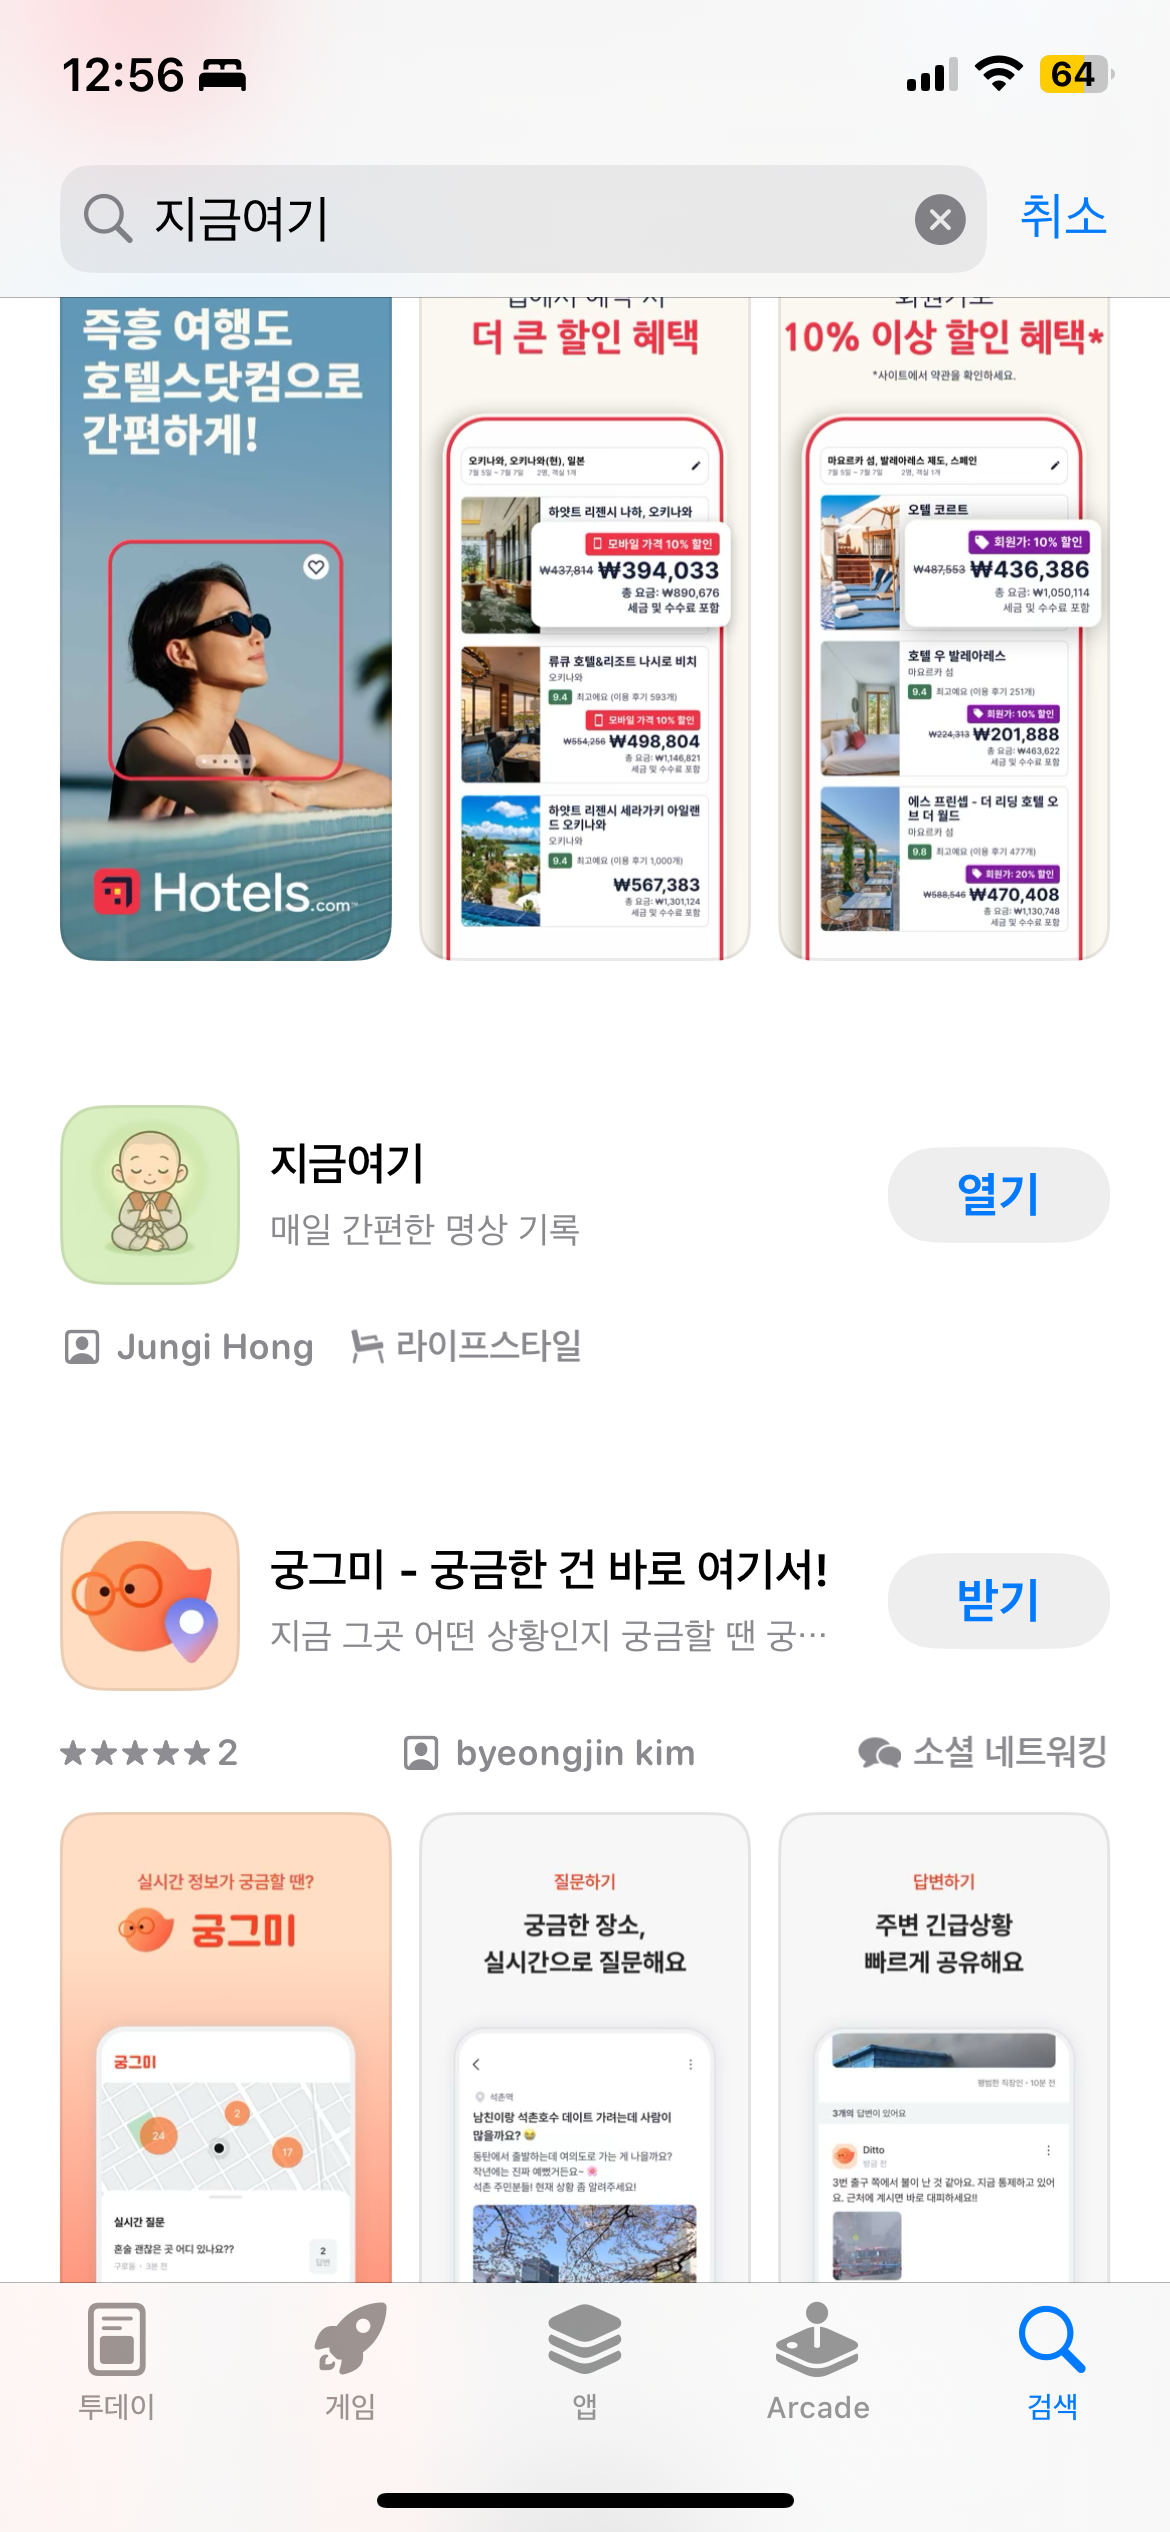 12:56
64
지금여기
취소
즉흥 여행도
호텔스닷컴으로
간편하게!
Hotels.com™
더 큰 할인 혜택
오키나와, 오키나와(현), 일본
7월 5일 ~ 7월 7일 2명, 객실 1개
하얏트 리젠시 나하, 오키나와
모바일 가격 10% 할인
₩437,814 ₩394,033
총 요금: ₩890,676
세금 및 수수료 포함
류큐 호텔&리조트 나시로 비치
오키나와
9.4 최고예요 (이용 후기 593개)
모바일 가격 10% 할인
₩554,256 ₩498,804
총 요금: ₩1,146,821
세금 및 수수료 포함
하얏트 리젠시 세라가키 아일랜
드 오키나와
오키나와
9.4 최고예요 (이용 후기 1,000개)
₩567,383
총 요금: ₩1,301,124
세금 및 수수료 포함
10% 이상 할인 혜택*
*사이트에서 약관을 확인하세요.
마요르카 섬, 발레아레스 제도, 스페인
7월 5일 ~ 7월 7일 2명, 객실 1개
오텔 코르트
회원가: 10% 할인
₩487,553 ₩436,386
총 요금: ₩1,050,114
세금 및 수수료 포함
호텔 우 발레아레스
마요르카 섬
9.4 최고예요 (이용 후기 251개)
회원가: 10% 할인
₩224,313 ₩201,888
총 요금: ₩463,622
세금 및 수수료 포함
에스 프린셉 - 더 리딩 호텔 오
브 더 월드
마요르카 섬
9.8 최고예요 (이용 후기 477개)
회원가: 20% 할인
₩588,546 ₩470,408
총 요금: ₩1,130,748
세금 및 수수료 포함
지금여기
매일 간편한 명상 기록
열기
Jungi Hong 라이프스타일
궁그미 - 궁금한 건 바로 여기서!
지금 그곳 어떤 상황인지 궁금할 땐 궁…
받기
2 byeongjin kim 소셜 네트워킹
실시간 정보가 궁금할 땐?
궁그미
궁그미
24
2
17
실시간 질문
혼술 괜찮은 곳 어디 있나요??
구로동 · 3분 전
2
답변
질문하기
궁금한 장소,
실시간으로 질문해요
석촌역
남친이랑 석촌호수 데이트 가려는데 사람이
많을까요? 😂
동탄에서 출발하는데 여의도로 가는 게 나을까요?
작년에는 진짜 예뻤거든요~ 🌸
석촌 주민분들! 현재 상황 좀 알려주세요!
답변하기
주변 긴급상황
빠르게 공유해요
평범한 직장인 · 10분 전
3개의 답변이 있어요
Ditto
방금 전
3번 출구 쪽에서 불이 난 것 같아요. 지금 통제하고 있어
요. 근처에 계시면 바로 대피하세요!!
투데이
게임
앱
Arcade
검색